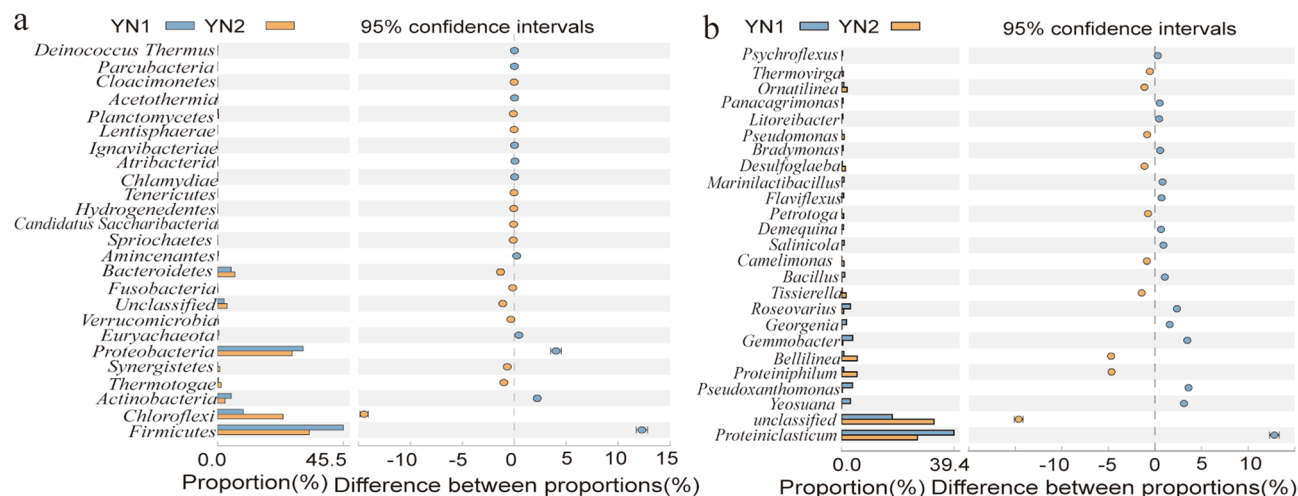 a
YN1 YN2 95% confidence intervals
Deinococcus Thermus
Parcubacteria
Cloacimonetes
Acetothermid
Planctomycetes
Lentisphaerae
Ignavibacteriae
Atribacteria
Chlamydiae
Tenericutes
Hydrogenedentes
Candidatus Saccharibacteria
Spriochaetes
Amincenantes
Bacteroidetes
Fusobacteria
Unclassified
Verrucomicrobia
Euryachaeota
Proteobacteria
Synergistetes
Thermotogae
Actinobacteria
Chloroflexi
Firmicutes
0.0 45.5 -10 -5 0 5 10 15
Proportion(%) Difference between proportions(%)
b
YN1 YN2 95% confidence intervals
Psychroflexus
Thermovirga
Ornatilinea
Panacagrimonas
Litoreibacter
Pseudomonas
Bradymonas
Desulfoglaeba
Marinilactibacillus
Flaviflexus
Petrotoga
Demequina
Salinicola
Camelimonas
Bacillus
Tissierella
Roseovarius
Georgenia
Gemmobacter
Bellilinea
Proteiniphilum
Pseudoxanthomonas
Yeosuana
unclassified
Proteiniclasticum
0.0 39.4 -10 -5 0 5 10 15
Proportion(%) Difference between proportions(%)